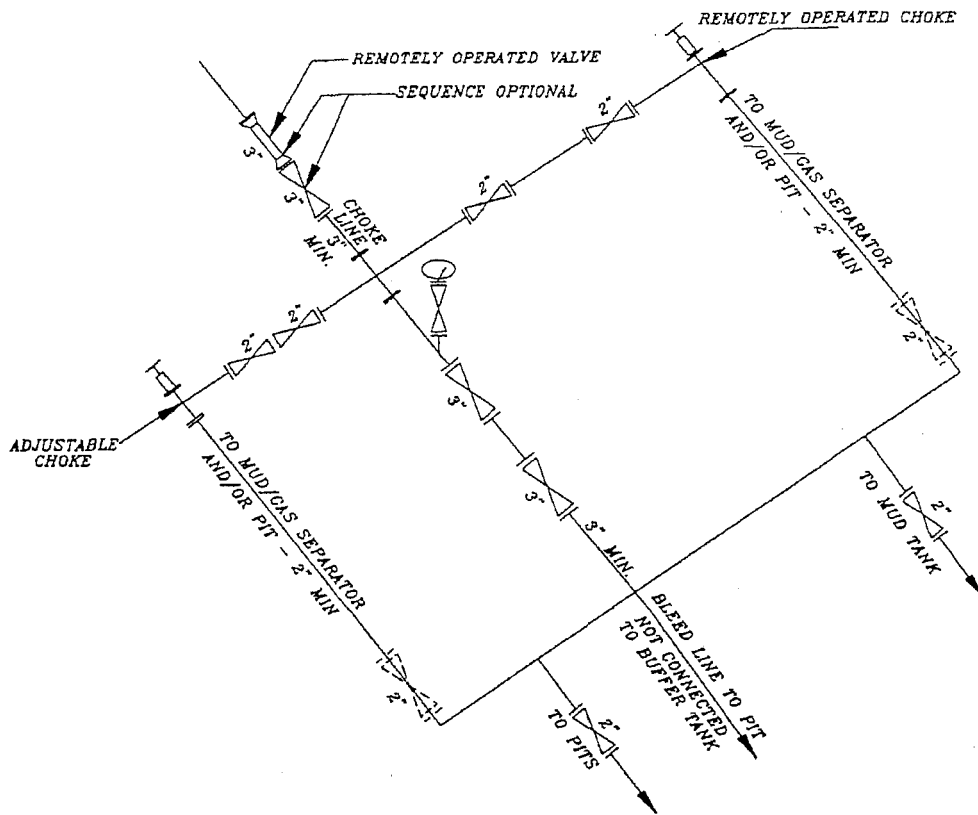 REMOTELY OPERATED CHOKE
REMOTELY OPERATED VALVE
SEQUENCE OPTIONAL
3"
3"
CHOKE
LINE
3"
MIN.
2"
2"
TO MUD/GAS SEPARATOR
AND/OR PIT - 2" MIN
2"
2"
2"
3"
ADJUSTABLE
CHOKE
TO MUD/GAS SEPARATOR
AND/OR PIT - 2" MIN
3"
3" MIN.
2"
TO MUD TANK
2"
BLEED LINE TO PIT
NOT CONNECTED
TO BUFFER TANK
2"
TO PITS